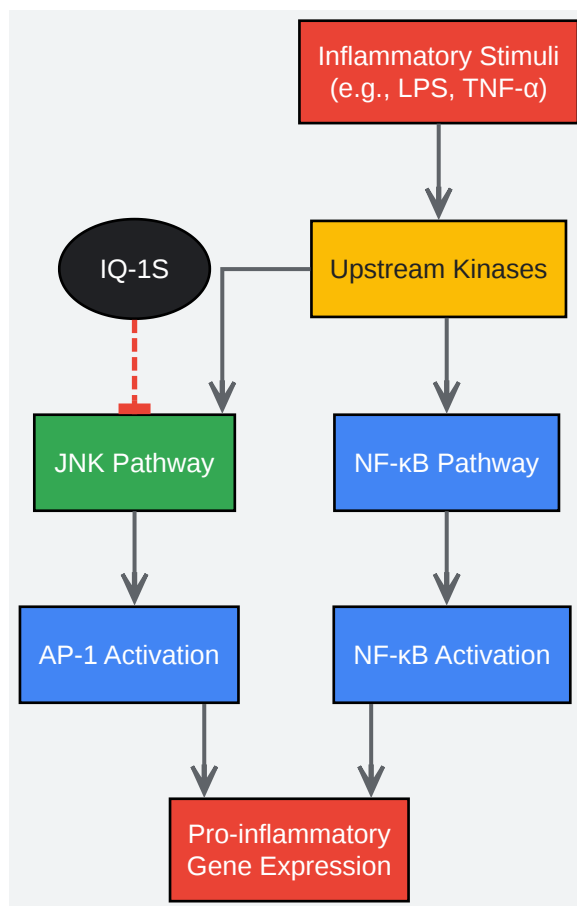 Inflammatory Stimuli
(e.g., LPS, TNF-α)
IQ-1S
Upstream Kinases
JNK Pathway
NF-κB Pathway
AP-1 Activation
NF-κB Activation
Pro-inflammatory
Gene Expression